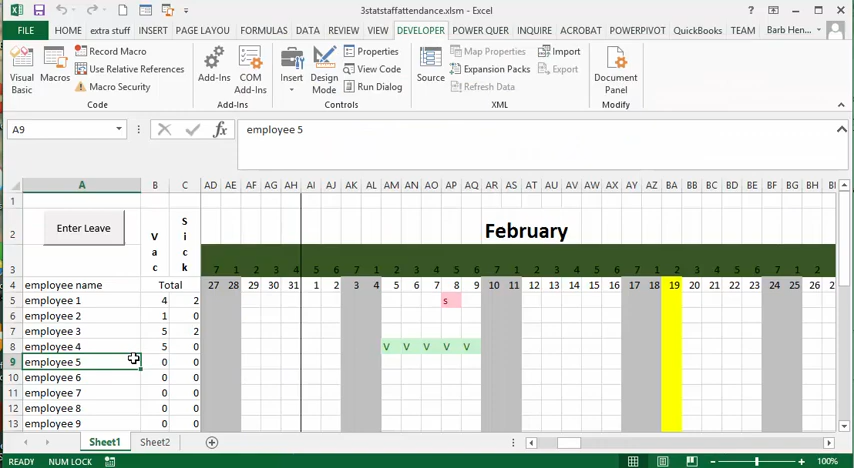 3statstaffattendance.xlsm - Excel
FILE HOME extra stuff INSERT PAGE LAYOU FORMULAS DATA REVIEW VIEW DEVELOPER POWER QUER INQUIRE ACROBAT POWERPIVOT QuickBooks TEAM Barb Hen...
Visual Basic
Macros
Record Macro
Use Relative References
Macro Security
Code
Add-Ins
COM Add-Ins
Add-Ins
Insert
Design Mode
Properties
View Code
Run Dialog
Controls
Source
Map Properties
Expansion Packs
Refresh Data
Import
Export
XML
Document Panel
Modify
A9 fx employee 5
A B C AD AE AF AG AH AI AJ AK AL AM AN AO AP AQ AR AS AT AU AV AW AX AY AZ BA BB BC BD BE BF BG BH BI
1
2 Enter Leave February
Vac
Sick
3 7 1 2 3 4 5 6 7 1 2 3 4 5 6 7 1 2 3 4 5 6 7 1 2 3 4 5 6 7 1 2
4 employee name Total 27 28 29 30 31 1 2 3 4 5 6 7 8 9 10 11 12 13 14 15 16 17 18 19 20 21 22 23 24 25 26 2
5 employee 1 4 2 s
6 employee 2 1 0
7 employee 3 5 2
8 employee 4 5 0 V V V V V
9 employee 5 0 0
10 employee 6 0 0
11 employee 7 0 0
12 employee 8 0 0
13 employee 9 0 0
Sheet1 Sheet2
READY NUM LOCK 100%